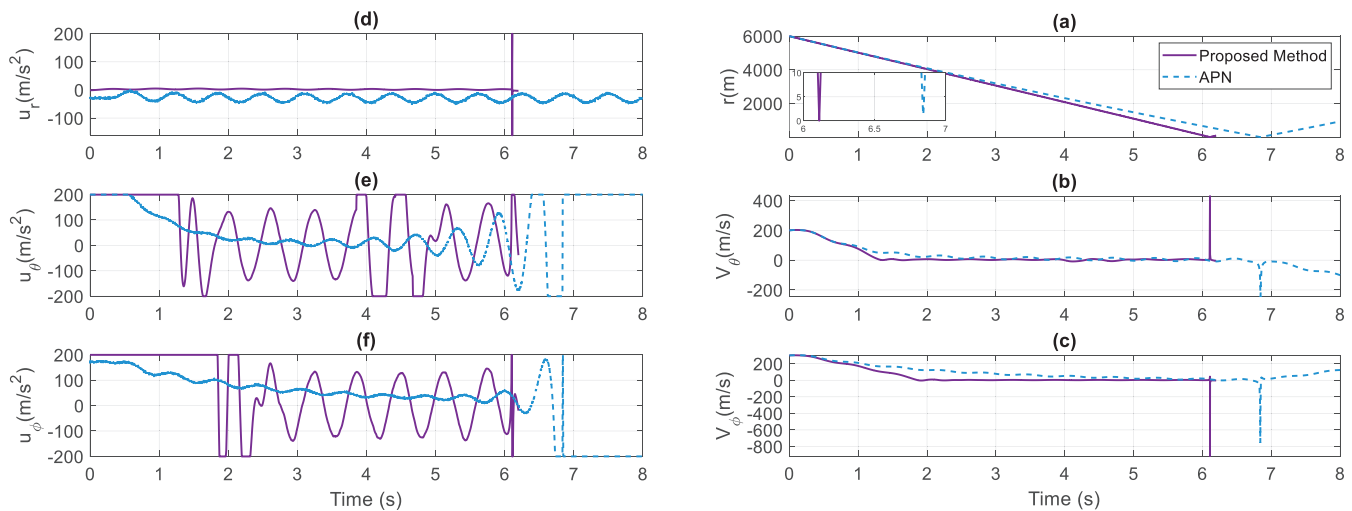 (d)
200
100
0
-100
u_r(m/s²)
0 1 2 3 4 5 6 7 8
(e)
200
100
0
-100
-200
u_θ(m/s²)
0 1 2 3 4 5 6 7 8
(f)
200
100
0
-100
-200
u_ϕ(m/s²)
0 1 2 3 4 5 6 7 8
Time (s)
(a)
6000
4000
2000
r(m)
Proposed Method
APN
10
5
0
6 6.5 7
0 1 2 3 4 5 6 7 8
(b)
400
200
0
-200
V_θ(m/s)
0 1 2 3 4 5 6 7 8
(c)
200
0
-200
-400
-600
-800
V_ϕ(m/s)
0 1 2 3 4 5 6 7 8
Time (s)